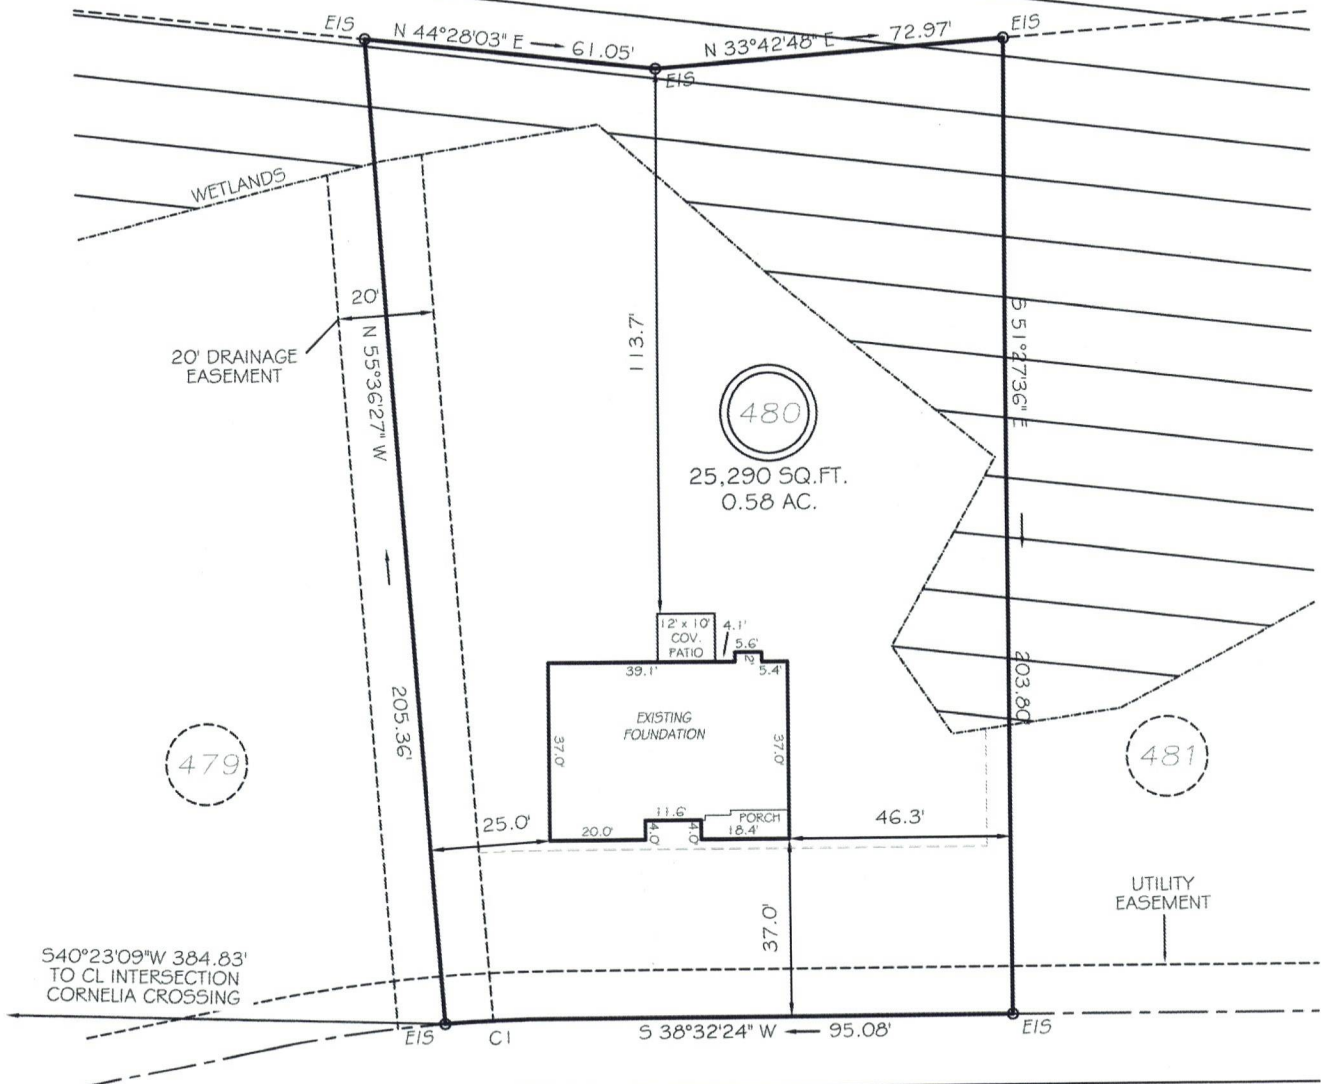 EIS
N 44°28'03" E 61.05'
EIS
N 33°42'48" E 72.97'
EIS
WETLANDS
20'
20' DRAINAGE
EASEMENT
N 55°36'27" W
205.36'
113.7'
480
25,290 SQ.FT.
0.58 AC.
S 51°27'36" E
203.80'
12' x 10'
COV.
PATIO
4.1'
5.6'
2'
5.4'
39.1'
EXISTING
FOUNDATION
37.0'
37.0'
479
481
11.6'
PORCH
20.0'
4.0'
4.0'
18.4'
25.0'
46.3'
37.0'
UTILITY
EASEMENT
S40°23'09"W 384.83'
TO CL INTERSECTION
CORNELIA CROSSING
EIS
C1
S 38°32'24" W 95.08'
EIS